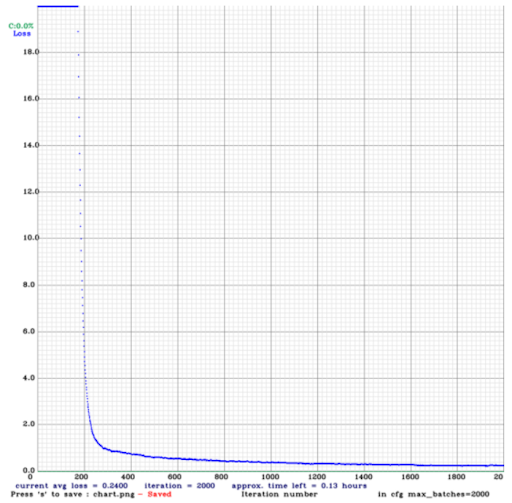 C:0.0%
Loss
18.0
16.0
14.0
12.0
10.0
8.0
6.0
4.0
2.0
0.0
0 200 400 600 800 1000 1200 1400 1600 1800 20
current avg loss = 0.2400 iteration = 2000 approx. time left = 0.13 hours
Press 's' to save : chart.png - Saved Iteration number in cfg max_batches=2000